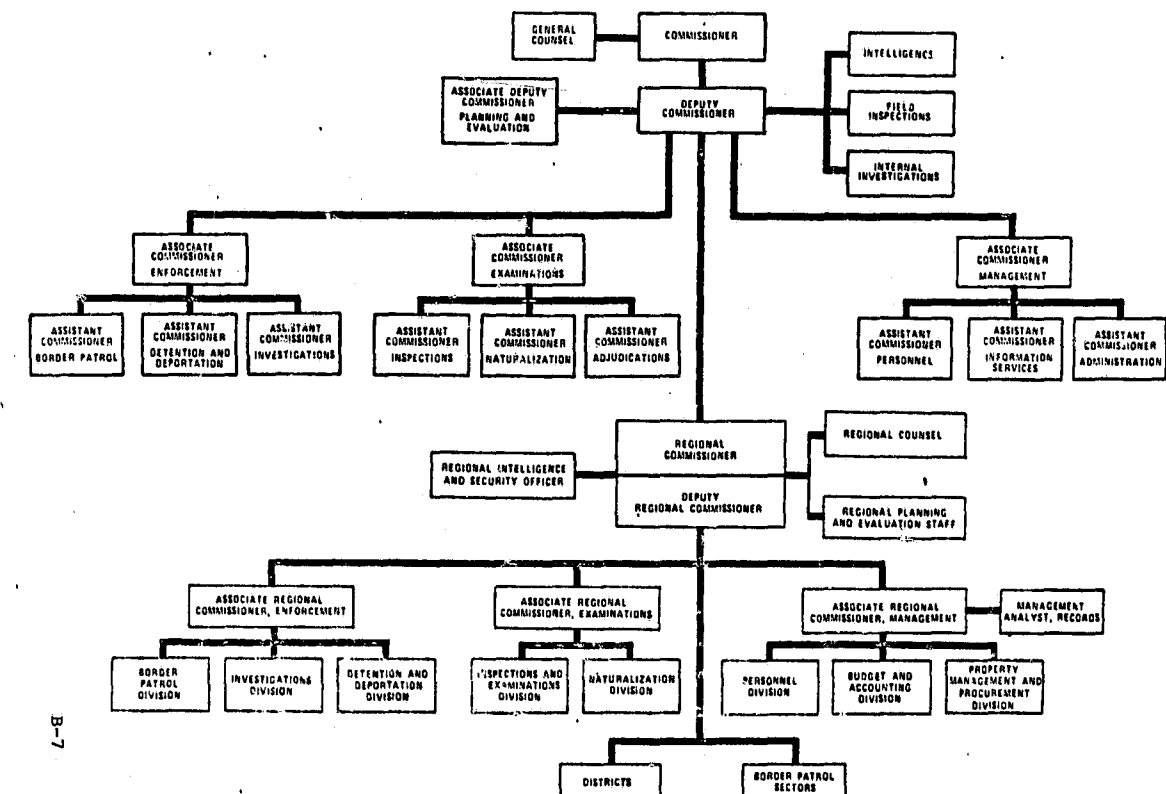 GENERAL
COUNSEL
COMMISSIONER
INTELLIGENCE
ASSOCIATE DEPUTY
COMMISSIONER
PLANNING AND
EVALUATION
DEPUTY
COMMISSIONER
FIELD
INSPECTIONS
INTERNAL
INVESTIGATIONS
ASSOCIATE
COMMISSIONER
ENFORCEMENT
ASSOCIATE
COMMISSIONER
EXAMINATIONS
ASSOCIATE
COMMISSIONER
MANAGEMENT
ASSISTANT
COMMISSIONER
BORDER PATROL
ASSISTANT
COMMISSIONER
DETENTION AND
DEPORTATION
ASSISTANT
COMMISSIONER
INVESTIGATIONS
ASSISTANT
COMMISSIONER
INSPECTIONS
ASSISTANT
COMMISSIONER
NATURALIZATION
ASSISTANT
COMMISSIONER
ADJUDICATIONS
ASSISTANT
COMMISSIONER
PERSONNEL
ASSISTANT
COMMISSIONER
INFORMATION
SERVICES
ASSISTANT
COMMISSIONER
ADMINISTRATION
REGIONAL
COMMISSIONER
DEPUTY
REGIONAL COMMISSIONER
REGIONAL INTELLIGENCE
AND SECURITY OFFICER
REGIONAL COUNSEL
REGIONAL PLANNING
AND EVALUATION STAFF
ASSOCIATE REGIONAL
COMMISSIONER, ENFORCEMENT
ASSOCIATE REGIONAL
COMMISSIONER, EXAMINATIONS
ASSOCIATE REGIONAL
COMMISSIONER, MANAGEMENT
MANAGEMENT
ANALYST, RECORDS
BORDER
PATROL
DIVISION
INVESTIGATIONS
DIVISION
DETENTION AND
DEPORTATION
DIVISION
INSPECTIONS AND
EXAMINATIONS
DIVISION
NATURALIZATION
DIVISION
PERSONNEL
DIVISION
BUDGET AND
ACCOUNTING
DIVISION
PROPERTY
MANAGEMENT AND
PROCUREMENT
DIVISION
DISTRICTS
BORDER PATROL
SECTORS
B-7